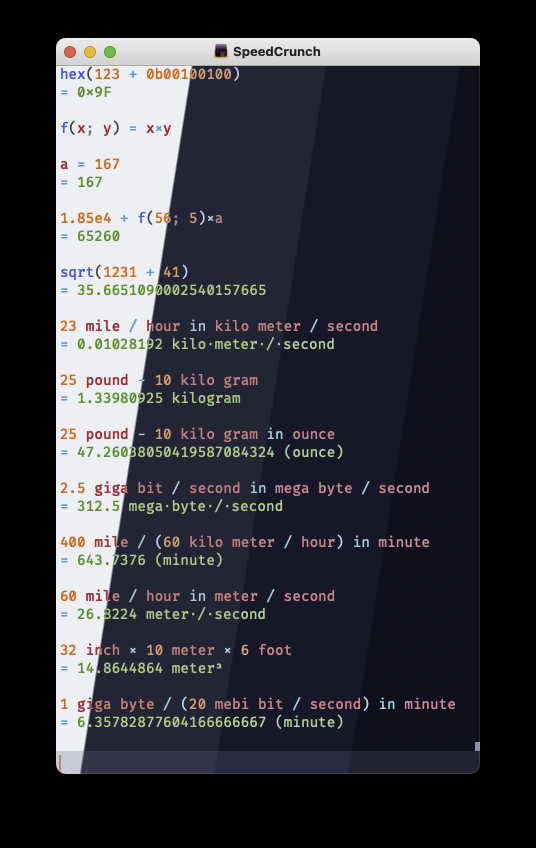 SpeedCrunch
hex(123 + 0b00100100)
= 0×9F
f(x; y) = x×y
a = 167
= 167
1.85e4 + f(56; 5)×a
= 65260
sqrt(1231 + 41)
= 35.6651090002540157665
23 mile / hour in kilo meter / second
= 0.01028192 kilo·meter·/·second
25 pound - 10 kilo gram
= 1.33980925 kilogram
25 pound - 10 kilo gram in ounce
= 47.26038050419587084324 (ounce)
2.5 giga bit / second in mega byte / second
= 312.5 mega·byte·/·second
400 mile / (60 kilo meter / hour) in minute
= 643.7376 (minute)
60 mile / hour in meter / second
= 26.8224 meter·/·second
32 inch × 10 meter × 6 foot
= 14.8644864 meter³
1 giga byte / (20 mebi bit / second) in minute
= 6.35782877604166666667 (minute)